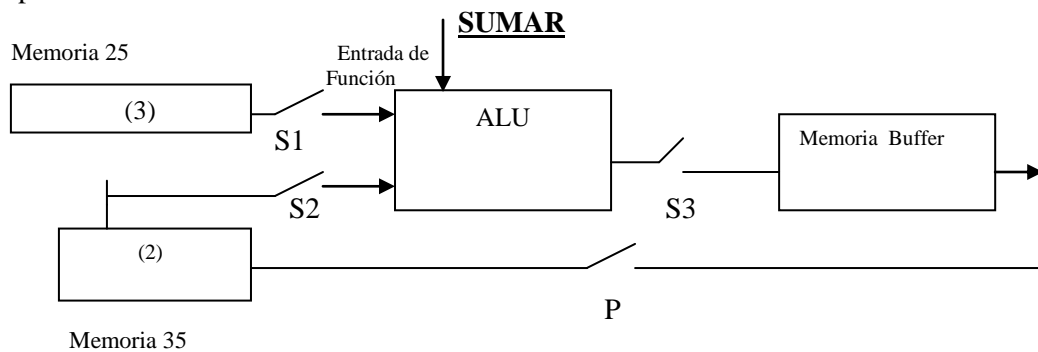 SUMAR
Memoria 25
Entrada de
Función
(3)
ALU
S1
Memoria Buffer
S2
S3
(2)
P
Memoria 35